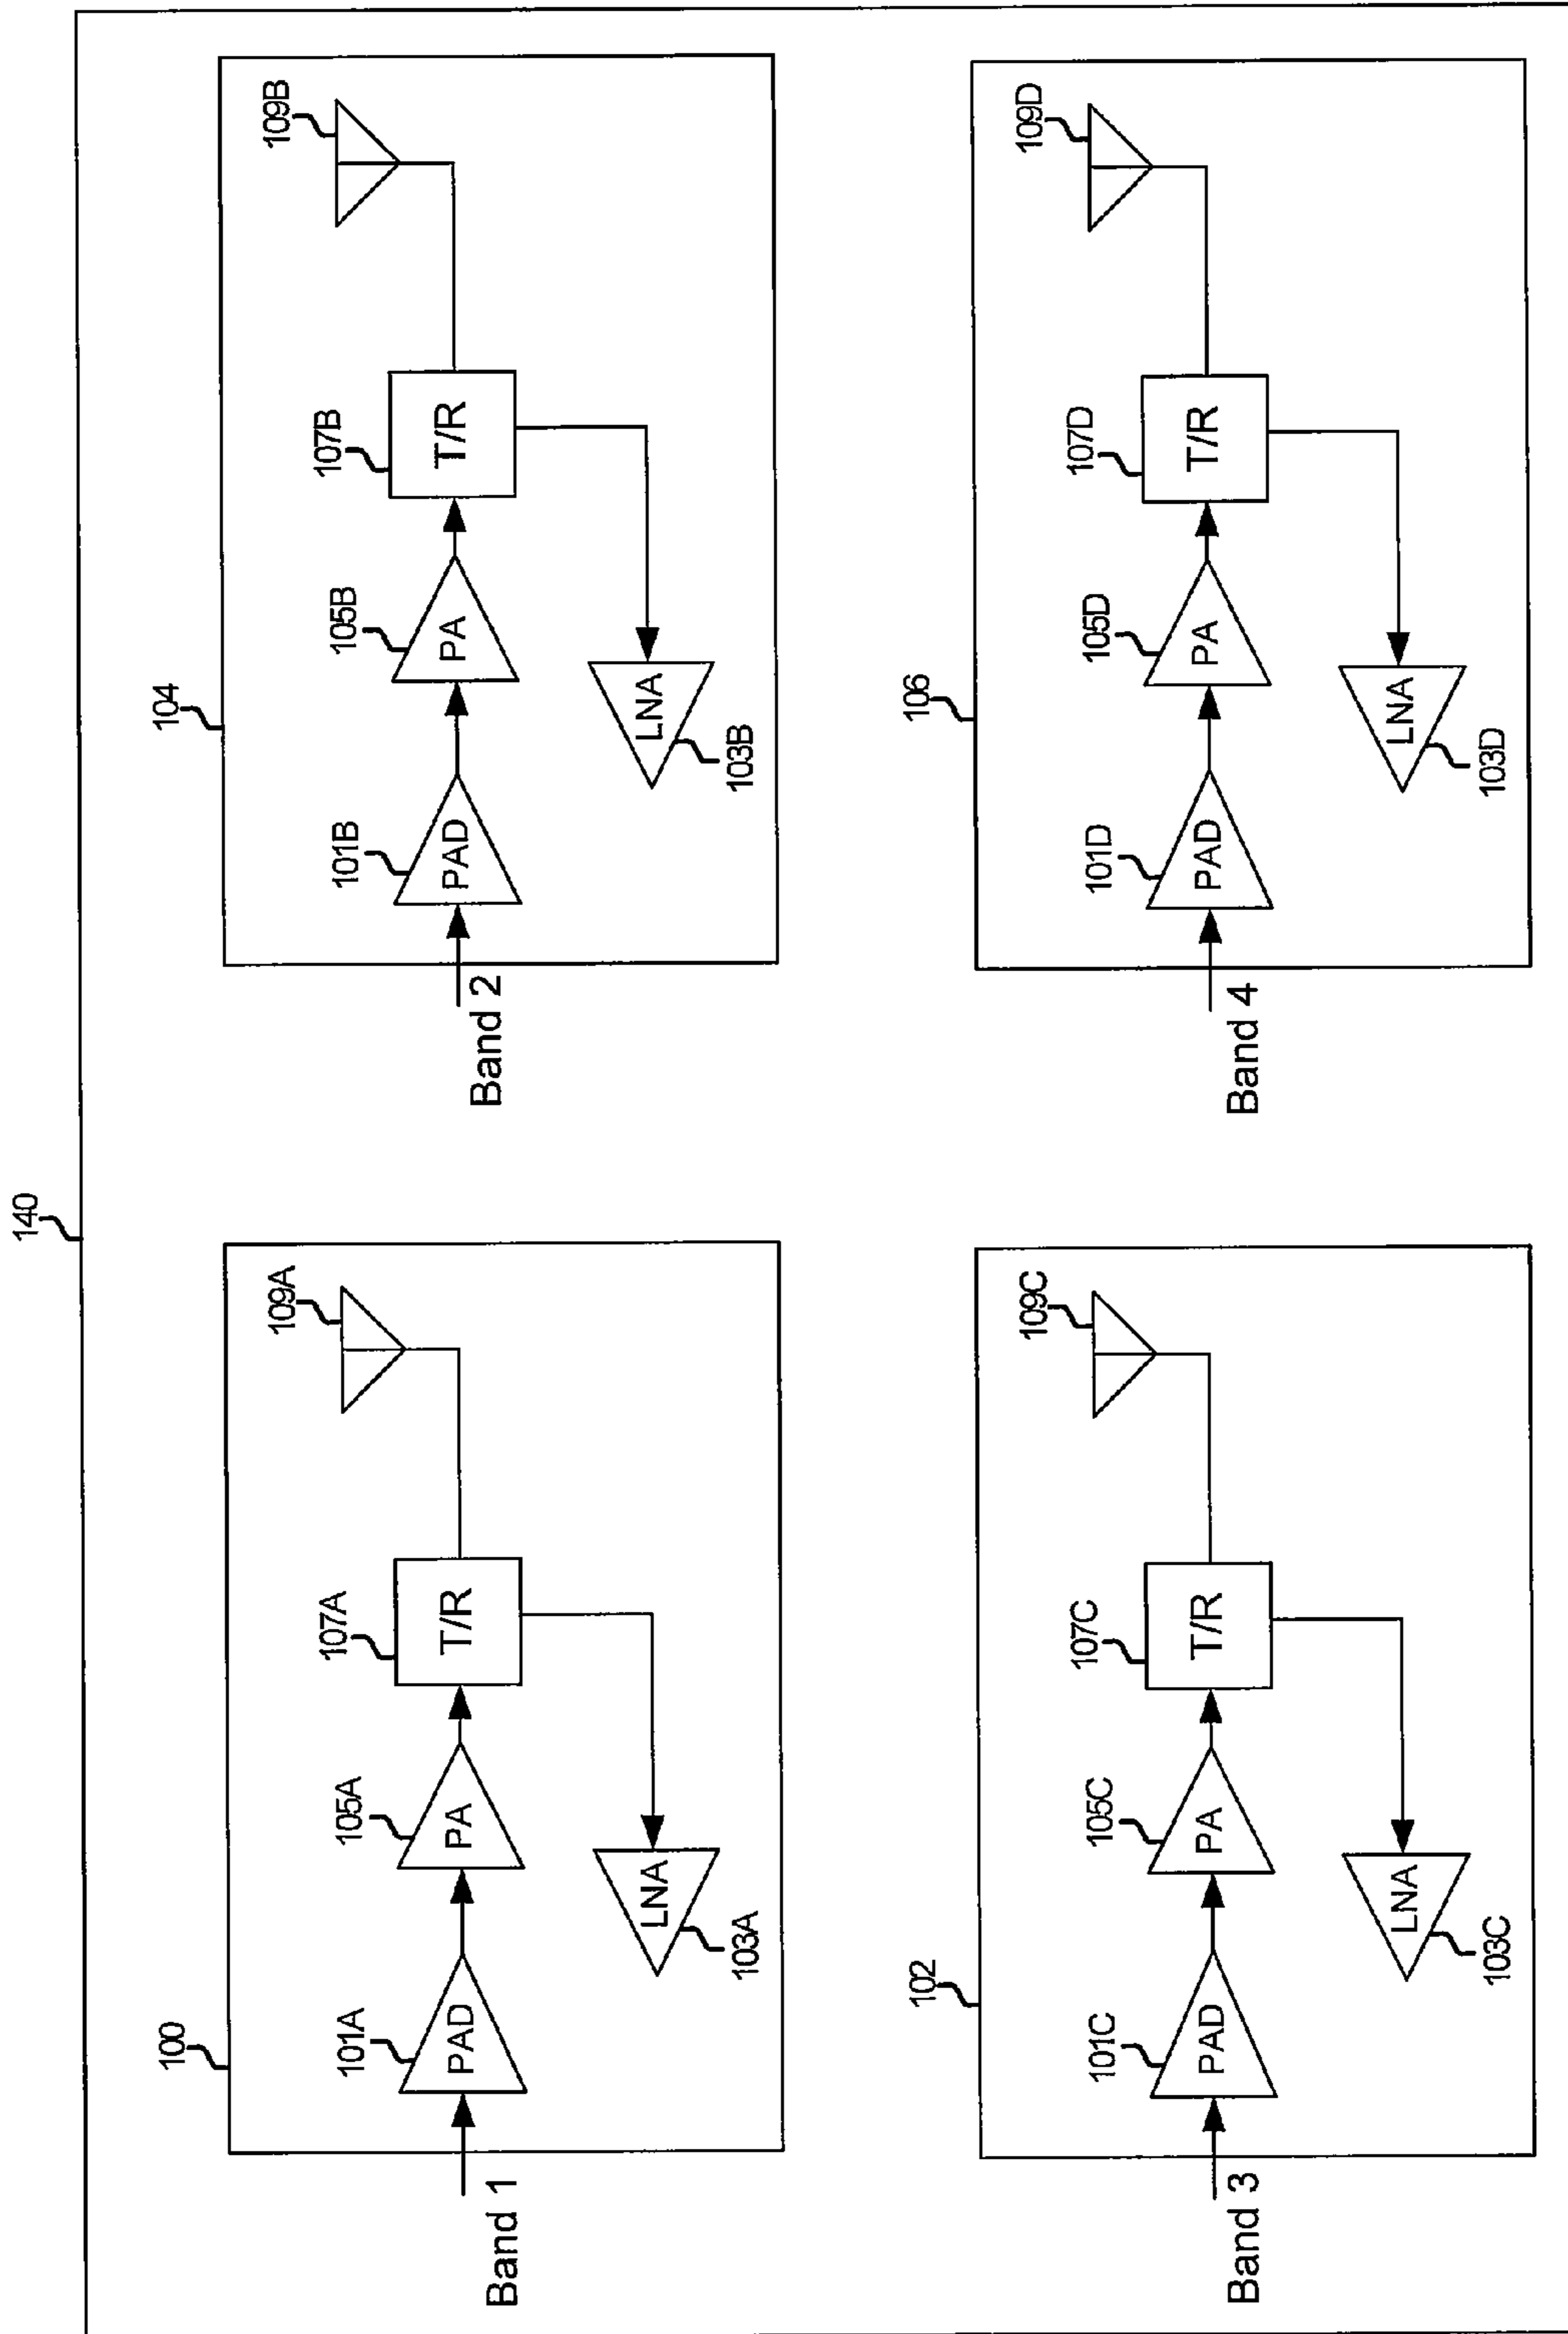 140
100
101A
105A
107A
109A
PAD
PA
T/R
LNA
103A
Band 1
104
101B
105B
107B
109B
PAD
PA
T/R
LNA
103B
Band 2
102
101C
105C
107C
109C
PAD
PA
T/R
LNA
103C
Band 3
106
101D
105D
107D
109D
PAD
PA
T/R
LNA
103D
Band 4